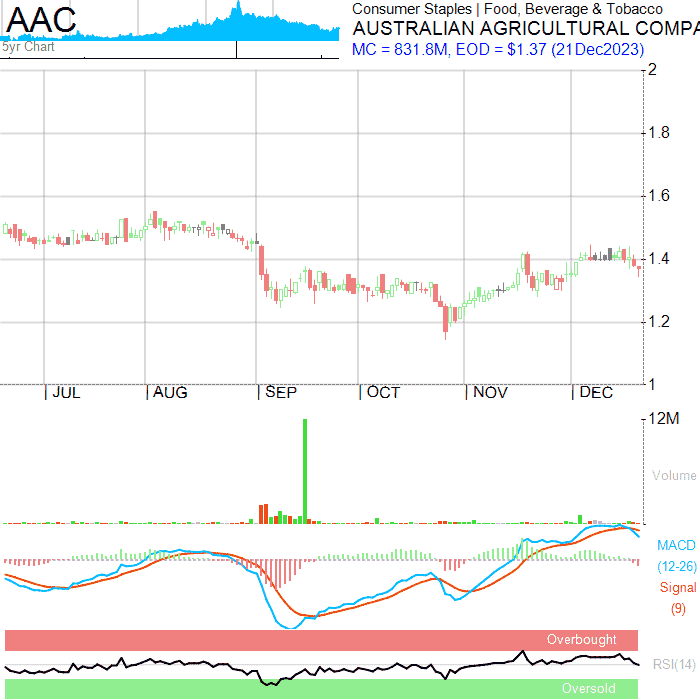 AAC
5yr Chart
Consumer Staples | Food, Beverage & Tobacco
AUSTRALIAN AGRICULTURAL COMPA
MC = 831.8M, EOD = $1.37 (21Dec2023)
2
1.8
1.6
1.4
1.2
1
JUL AUG SEP OCT NOV DEC
12M
Volume
MACD
(12-26)
Signal
(9)
Overbought
RSI(14)
Oversold